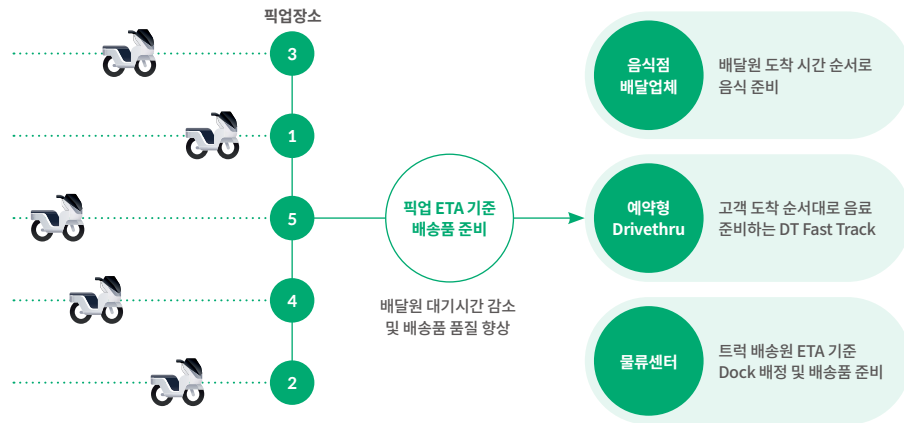 픽업장소
3
1
5
4
2
픽업 ETA 기준
배송품 준비
배달원 대기시간 감소
및 배송품 품질 향상
음식점
배달업체
배달원 도착 시간 순서로
음식 준비
예약형
Drivethru
고객 도착 순서대로 음료
준비하는 DT Fast Track
물류센터
트럭 배송원 ETA 기준
Dock 배정 및 배송품 준비